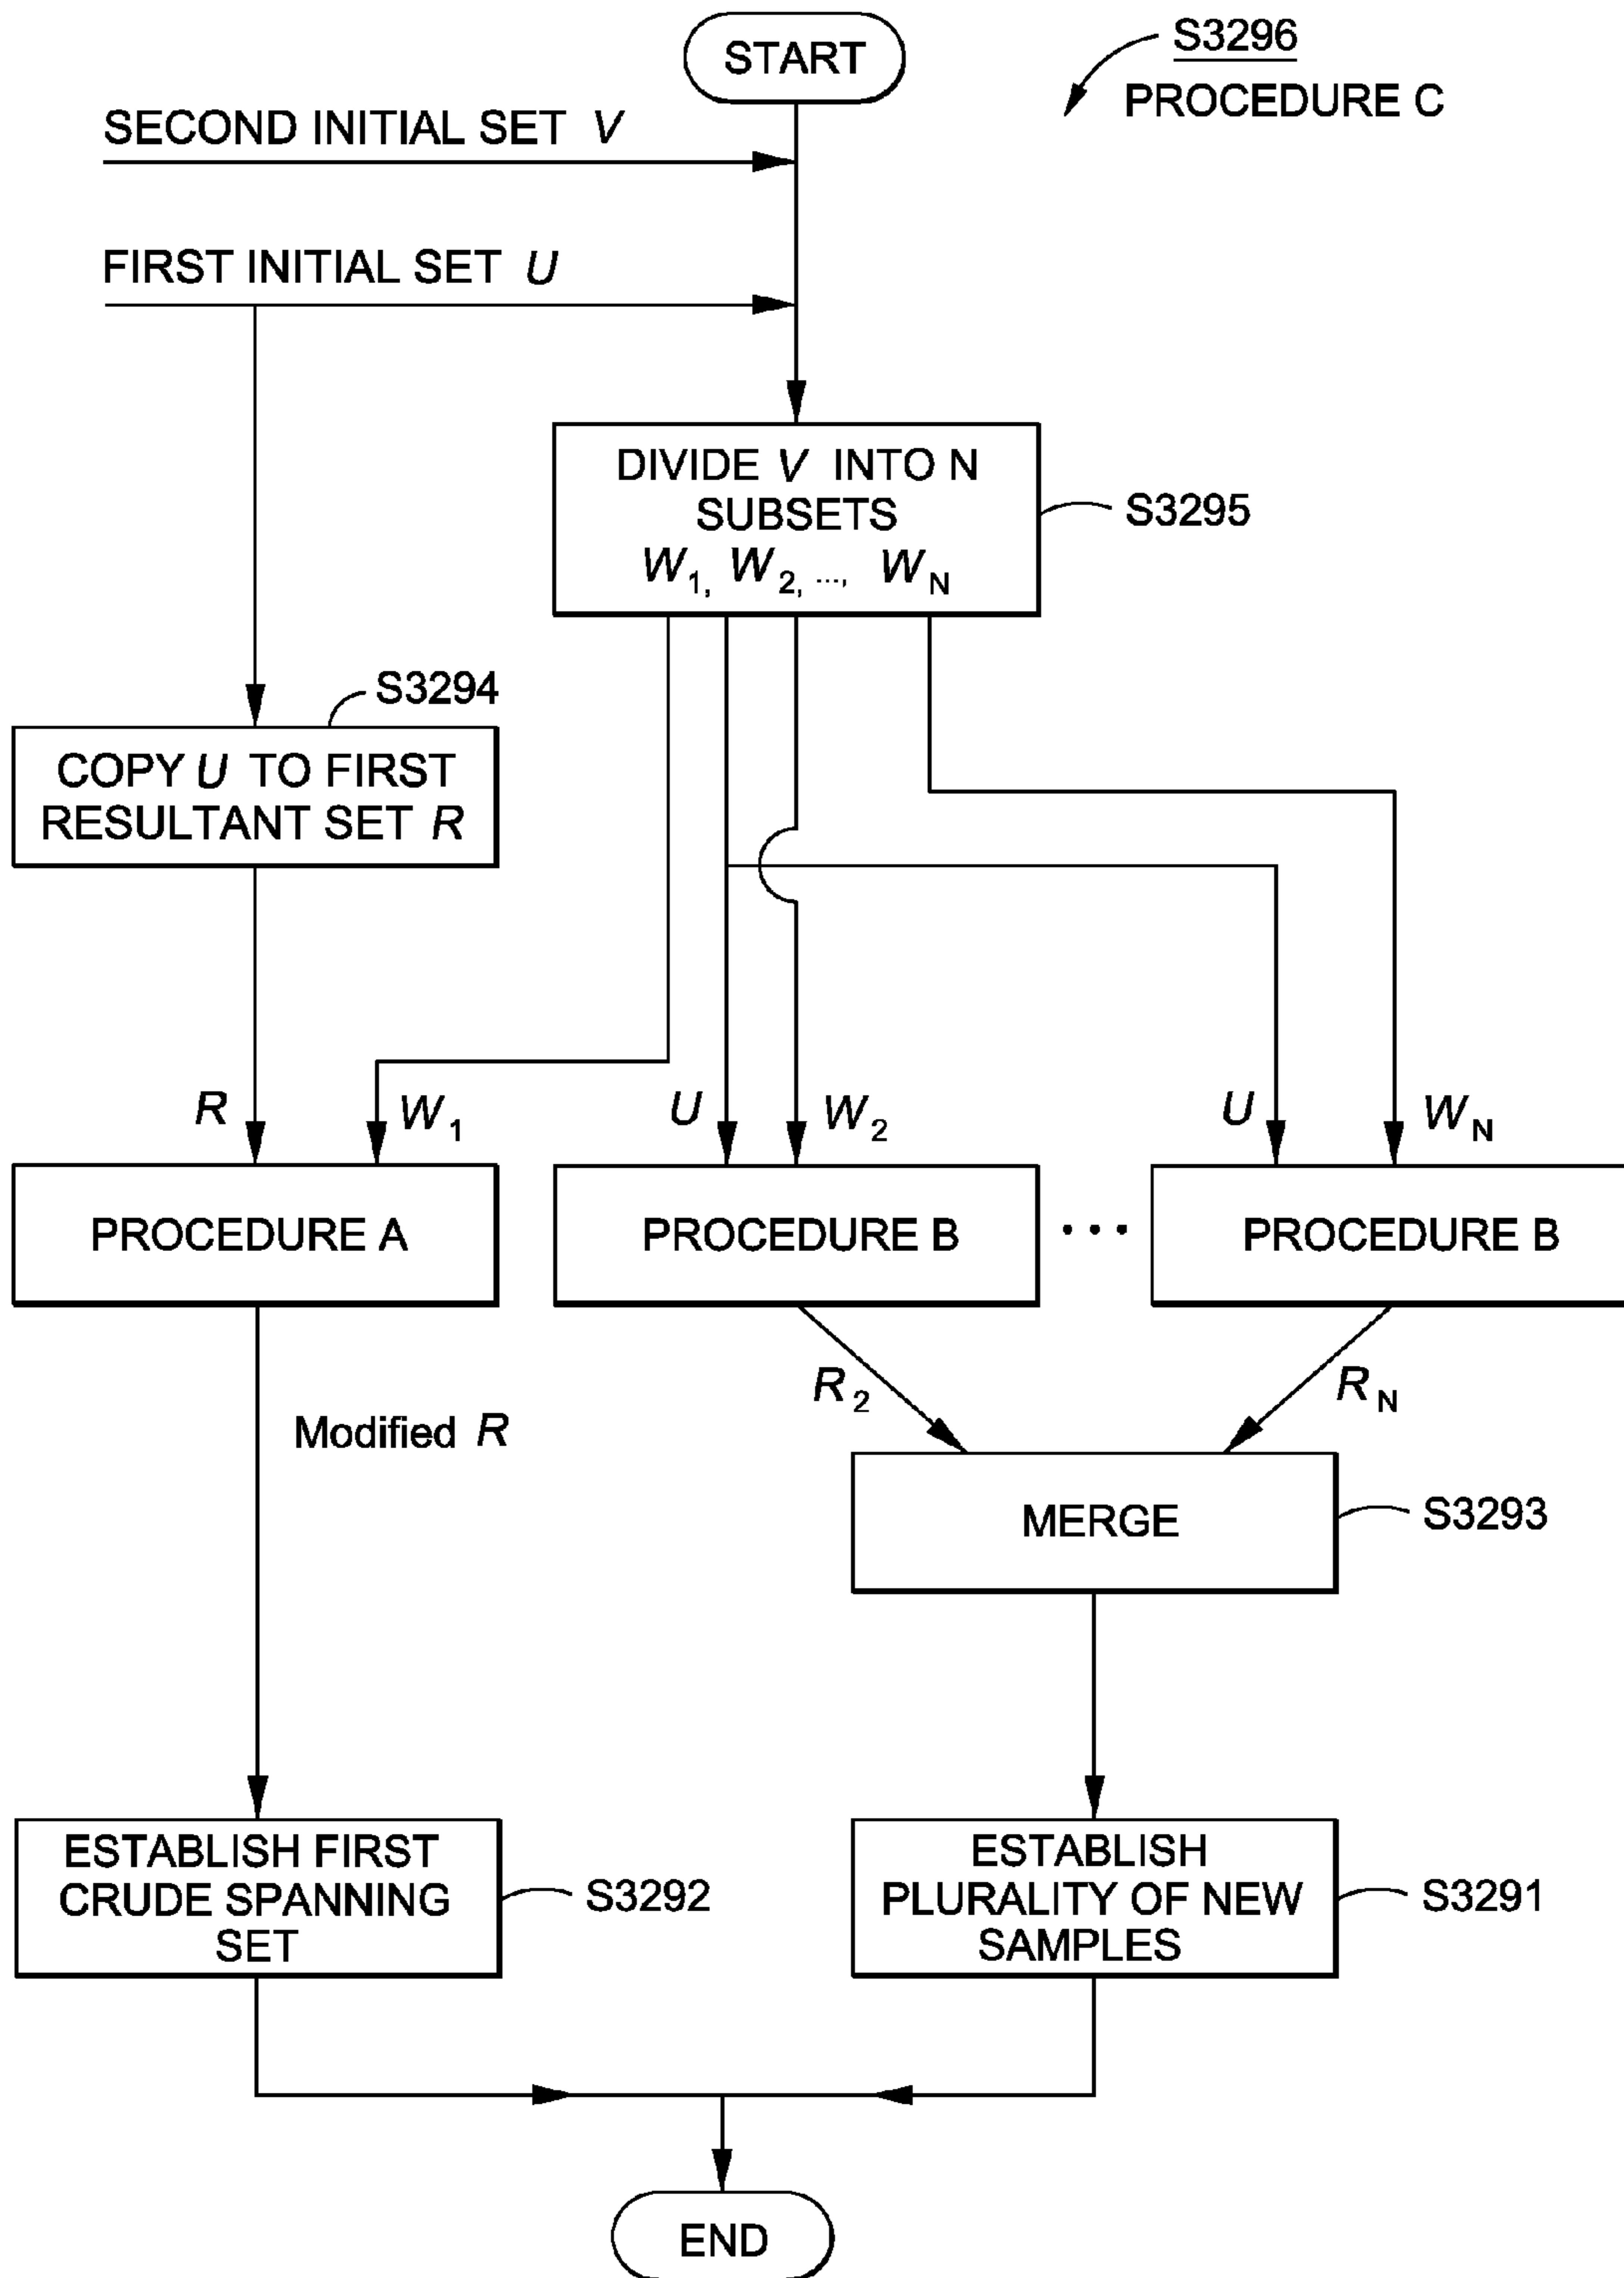 START
S3296
PROCEDURE C
SECOND INITIAL SET V
FIRST INITIAL SET U
DIVIDE V INTO N
SUBSETS
W1, W2, ..., WN
S3295
S3294
COPY U TO FIRST
RESULTANT SET R
R
W1
U
W2
U
WN
PROCEDURE A
PROCEDURE B
...
PROCEDURE B
R2
RN
Modified R
MERGE
S3293
ESTABLISH FIRST
CRUDE SPANNING
SET
S3292
ESTABLISH
PLURALITY OF NEW
SAMPLES
S3291
END